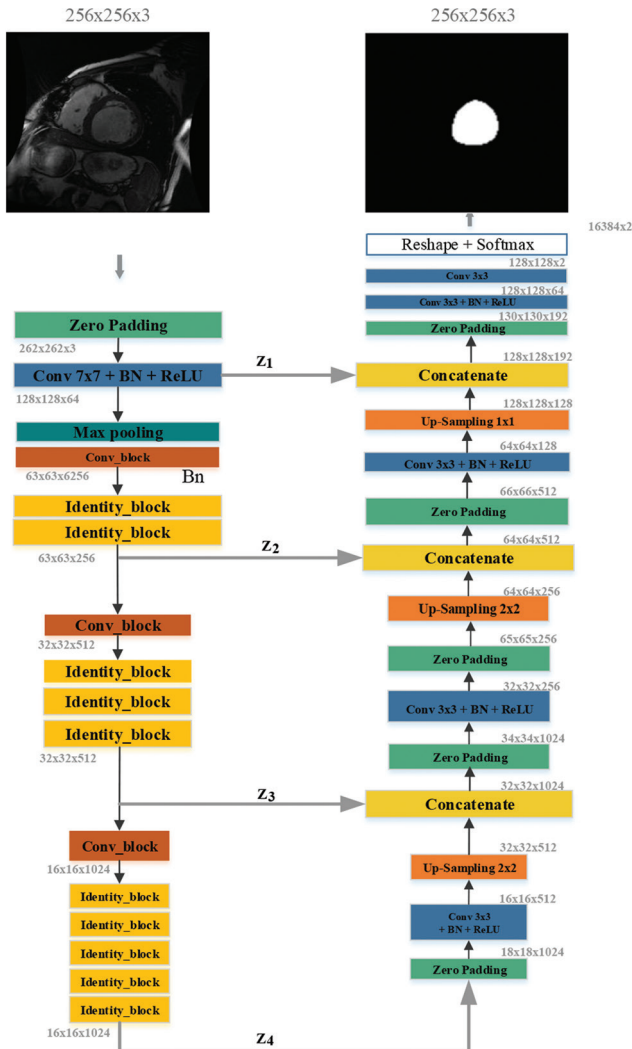 256x256x3
Zero Padding
262x262x3
Conv 7x7 + BN + ReLU
128x128x64
Max pooling
Conv_block
63x63x6256
Bn
Identity_block
Identity_block
63x63x256
Conv_block
32x32x512
Identity_block
Identity_block
Identity_block
32x32x512
Conv_block
16x16x1024
Identity_block
Identity_block
Identity_block
Identity_block
Identity_block
16x16x1024
z1
z2
z3
z4
256x256x3
16384x2
Reshape + Softmax
128x128x2
Conv 3x3
128x128x64
Conv 3x3 + BN + ReLU
130x130x192
Zero Padding
128x128x192
Concatenate
128x128x128
Up-Sampling 1x1
64x64x128
Conv 3x3 + BN + ReLU
66x66x512
Zero Padding
64x64x512
Concatenate
64x64x256
Up-Sampling 2x2
65x65x256
Zero Padding
32x32x256
Conv 3x3 + BN + ReLU
34x34x1024
Zero Padding
32x32x1024
Concatenate
32x32x512
Up-Sampling 2x2
16x16x512
Conv 3x3
+ BN + ReLU
18x18x1024
Zero Padding